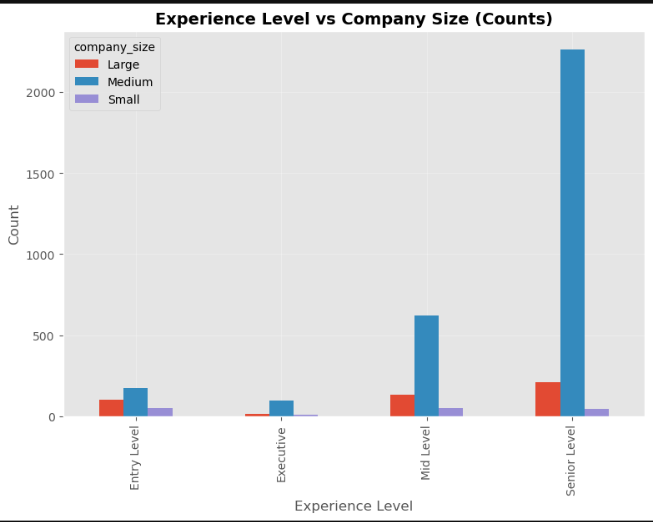 Experience Level vs Company Size (Counts)
company_size
Large
Medium
Small
2000
1500
1000
500
0
Count
Entry Level
Executive
Mid Level
Senior Level
Experience Level